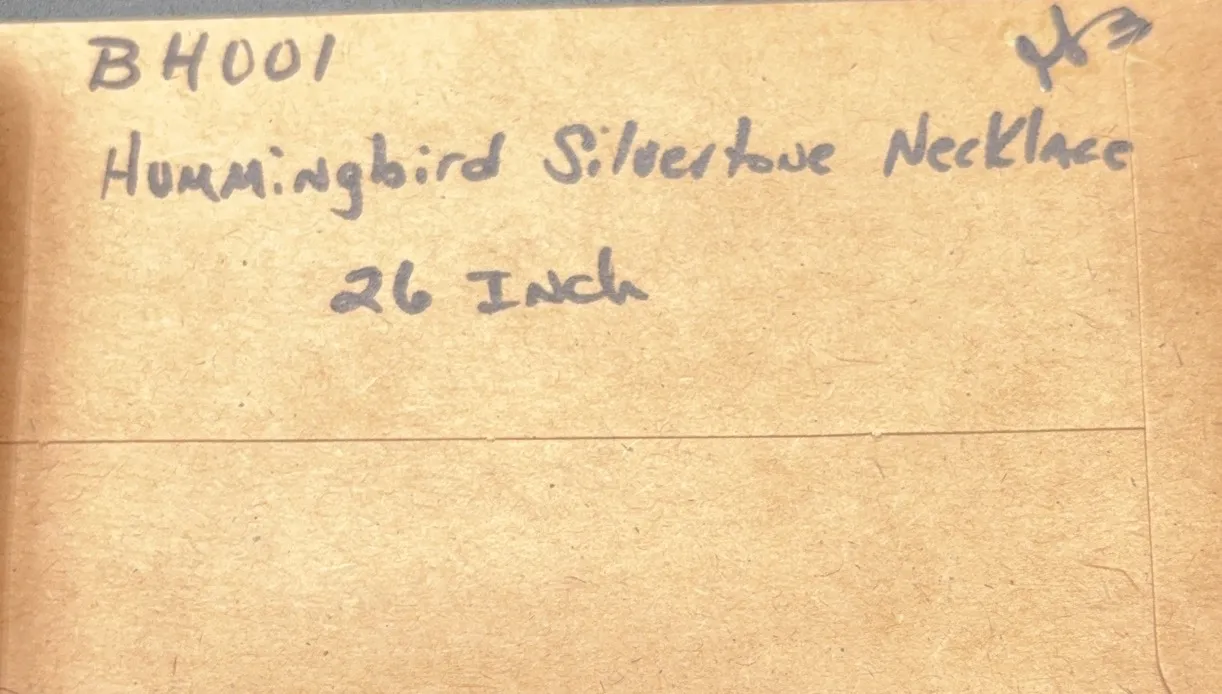 BH001
Hummingbird Silvertone Necklace
26 Inch